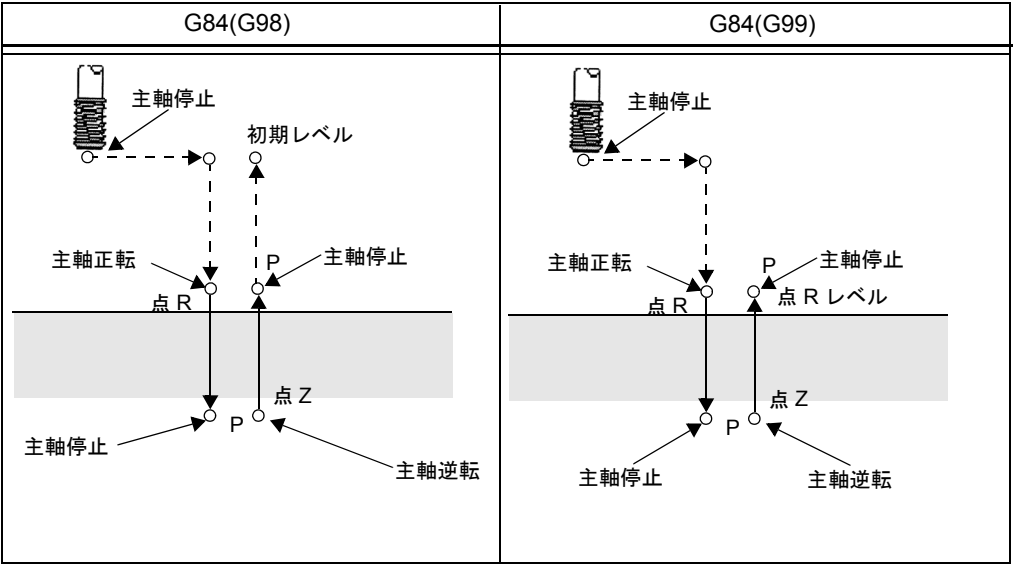 G84(G98)
G84(G99)
主軸停止
初期レベル
主軸正転
P
主軸停止
点 R
点 Z
P
主軸停止
主軸逆転
主軸停止
主軸正転
P
主軸停止
点 R
点 R レベル
点 Z
P
主軸停止
主軸逆転